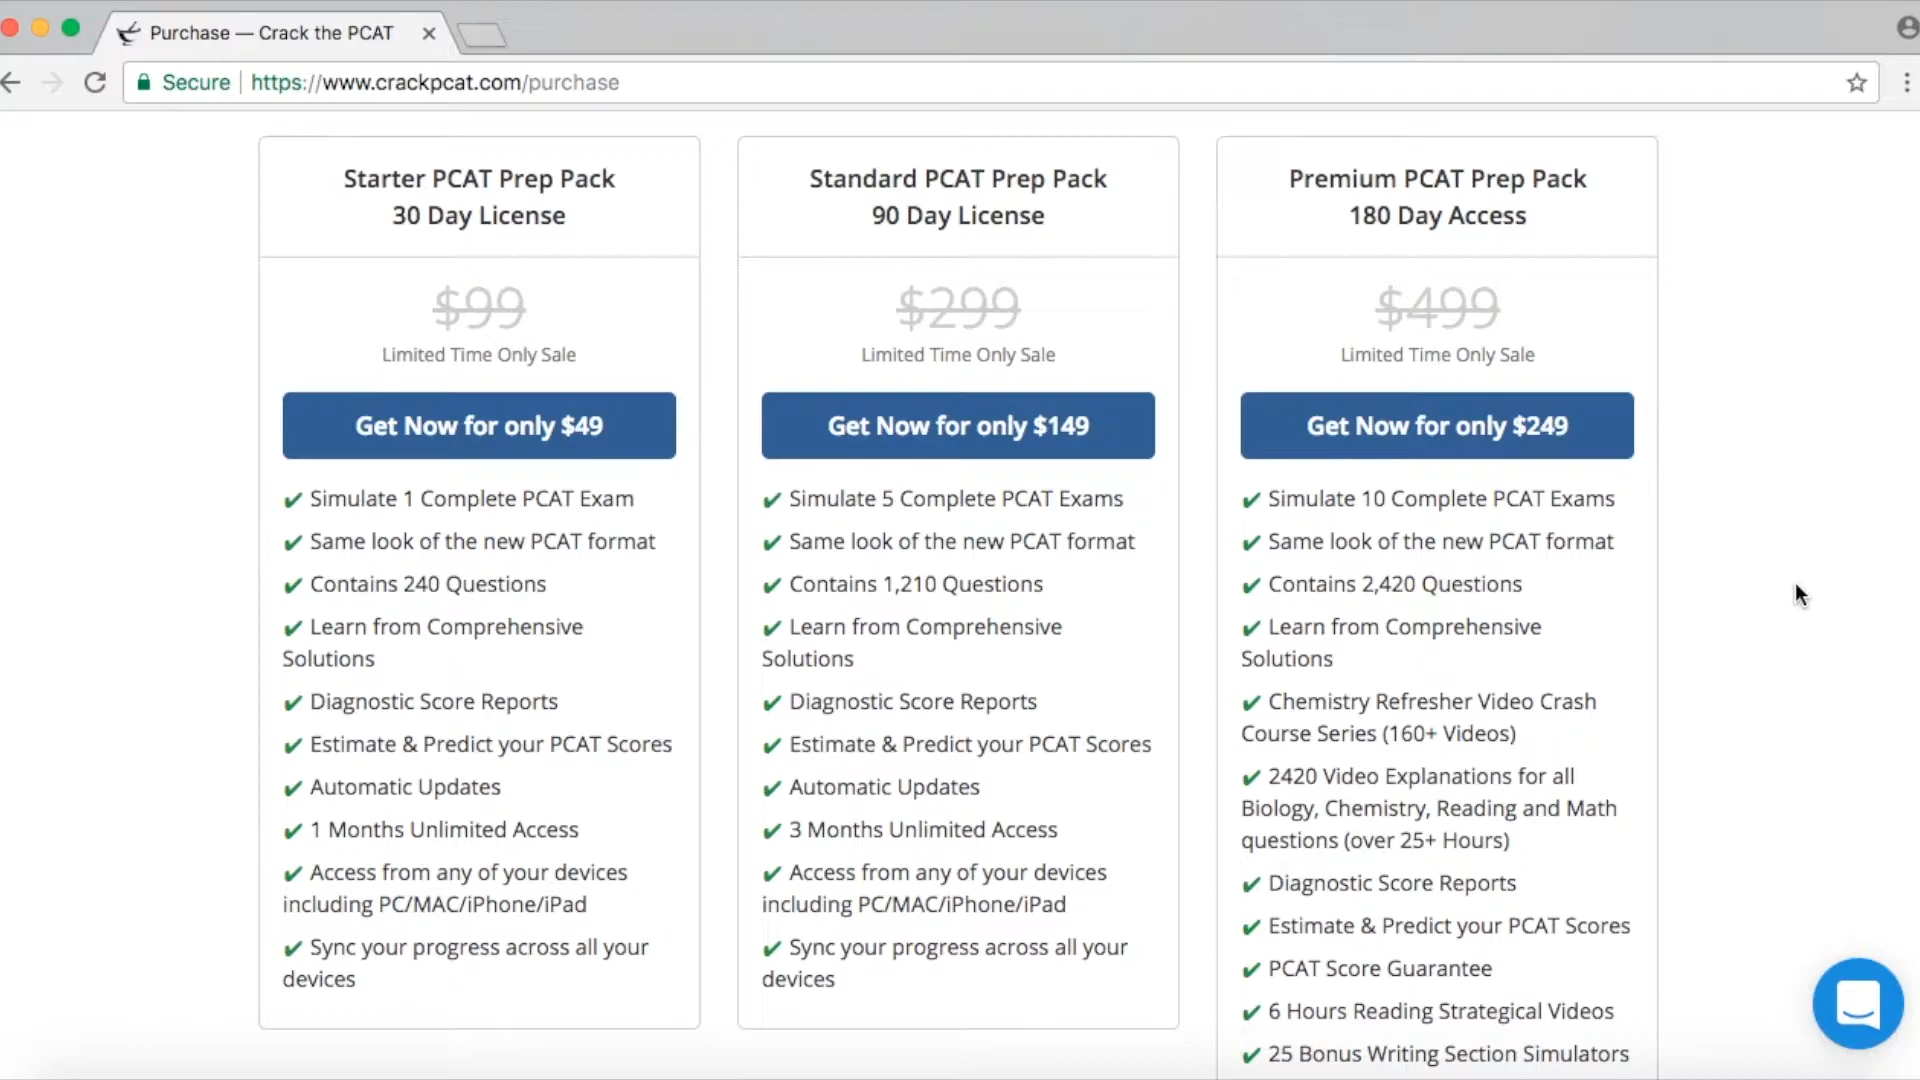 Purchase — Crack the PCAT
Secure https://www.crackpcat.com/purchase
Starter PCAT Prep Pack
30 Day License
$99
Limited Time Only Sale
Get Now for only $49
✔ Simulate 1 Complete PCAT Exam
✔ Same look of the new PCAT format
✔ Contains 240 Questions
✔ Learn from Comprehensive
Solutions
✔ Diagnostic Score Reports
✔ Estimate & Predict your PCAT Scores
✔ Automatic Updates
✔ 1 Months Unlimited Access
✔ Access from any of your devices
including PC/MAC/iPhone/iPad
✔ Sync your progress across all your
devices
Standard PCAT Prep Pack
90 Day License
$299
Limited Time Only Sale
Get Now for only $149
✔ Simulate 5 Complete PCAT Exams
✔ Same look of the new PCAT format
✔ Contains 1,210 Questions
✔ Learn from Comprehensive
Solutions
✔ Diagnostic Score Reports
✔ Estimate & Predict your PCAT Scores
✔ Automatic Updates
✔ 3 Months Unlimited Access
✔ Access from any of your devices
including PC/MAC/iPhone/iPad
✔ Sync your progress across all your
devices
Premium PCAT Prep Pack
180 Day Access
$499
Limited Time Only Sale
Get Now for only $249
✔ Simulate 10 Complete PCAT Exams
✔ Same look of the new PCAT format
✔ Contains 2,420 Questions
✔ Learn from Comprehensive
Solutions
✔ Chemistry Refresher Video Crash
Course Series (160+ Videos)
✔ 2420 Video Explanations for all
Biology, Chemistry, Reading and Math
questions (over 25+ Hours)
✔ Diagnostic Score Reports
✔ Estimate & Predict your PCAT Scores
✔ PCAT Score Guarantee
✔ 6 Hours Reading Strategical Videos
✔ 25 Bonus Writing Section Simulators